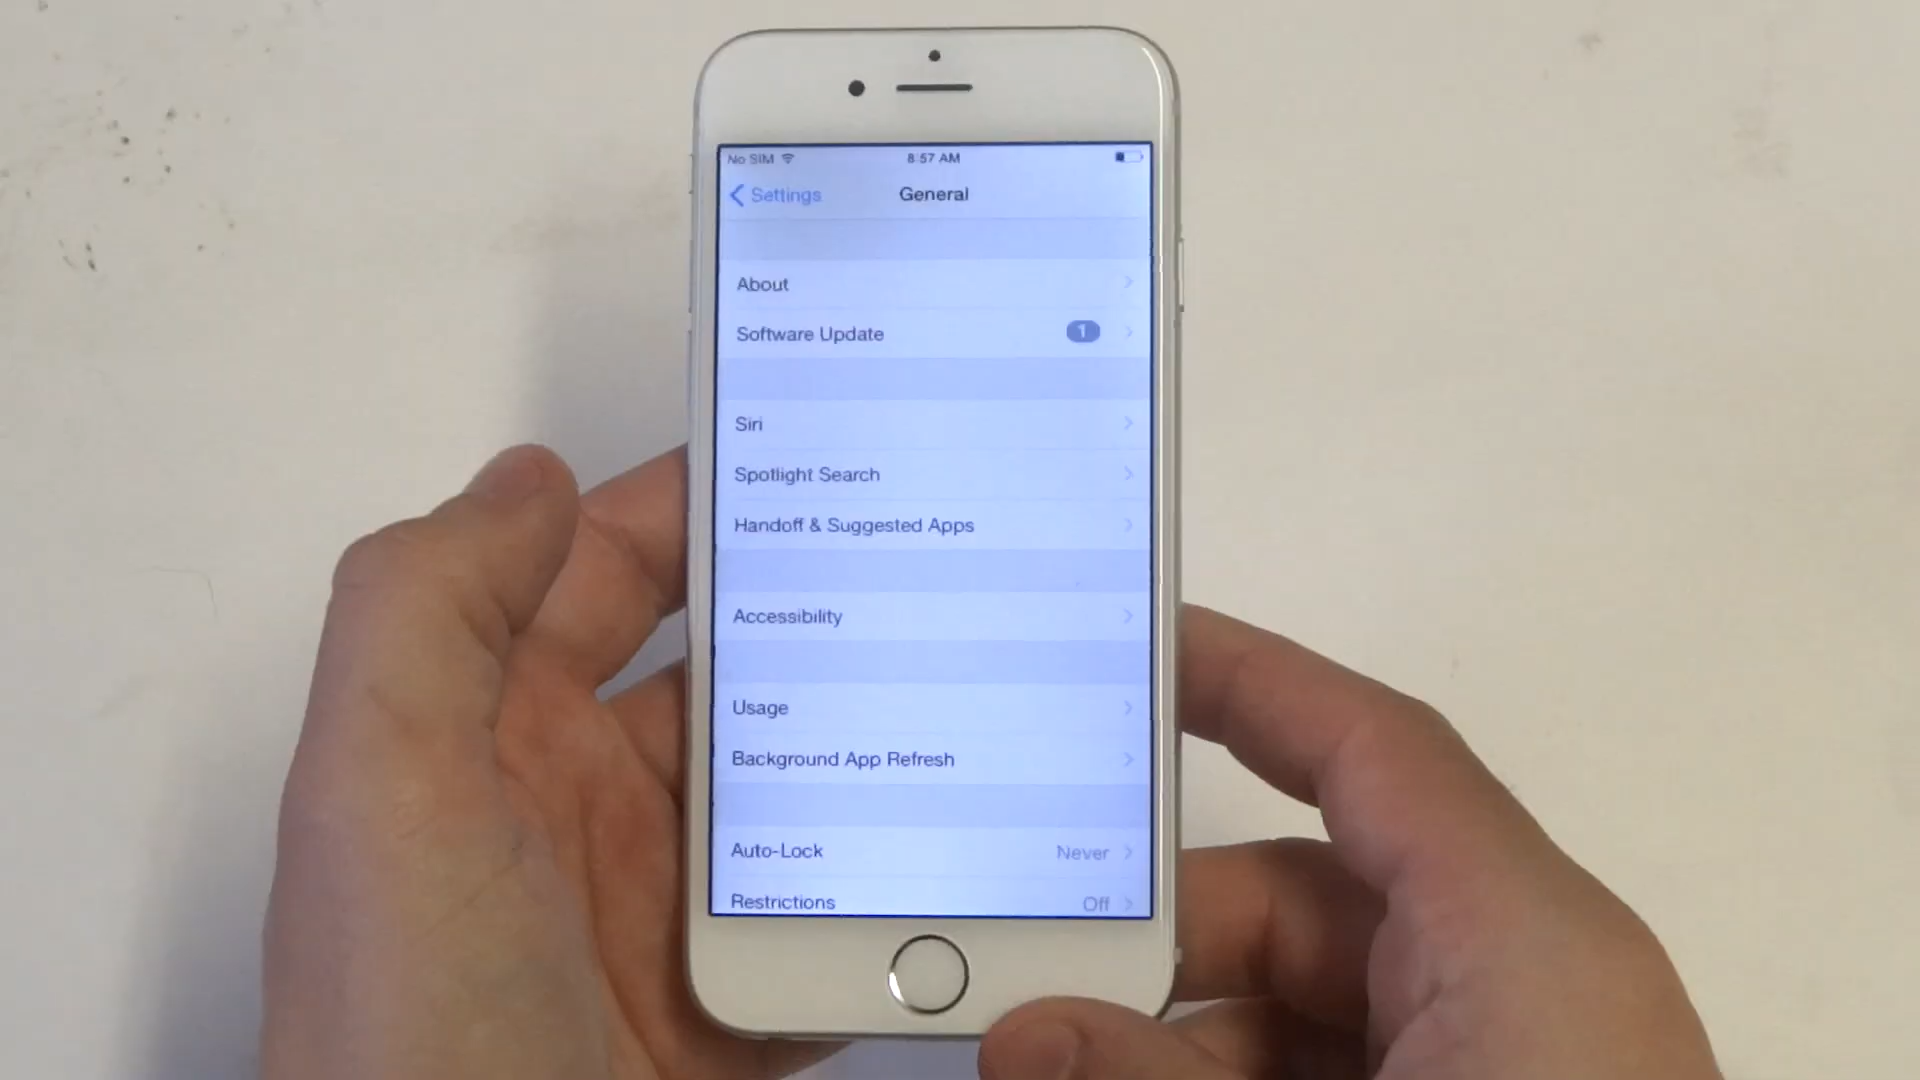 No SIM 8:57 AM
Settings General
About
Software Update 1
Siri
Spotlight Search
Handoff & Suggested Apps
Accessibility
Usage
Background App Refresh
Auto-Lock Never
Restrictions Off